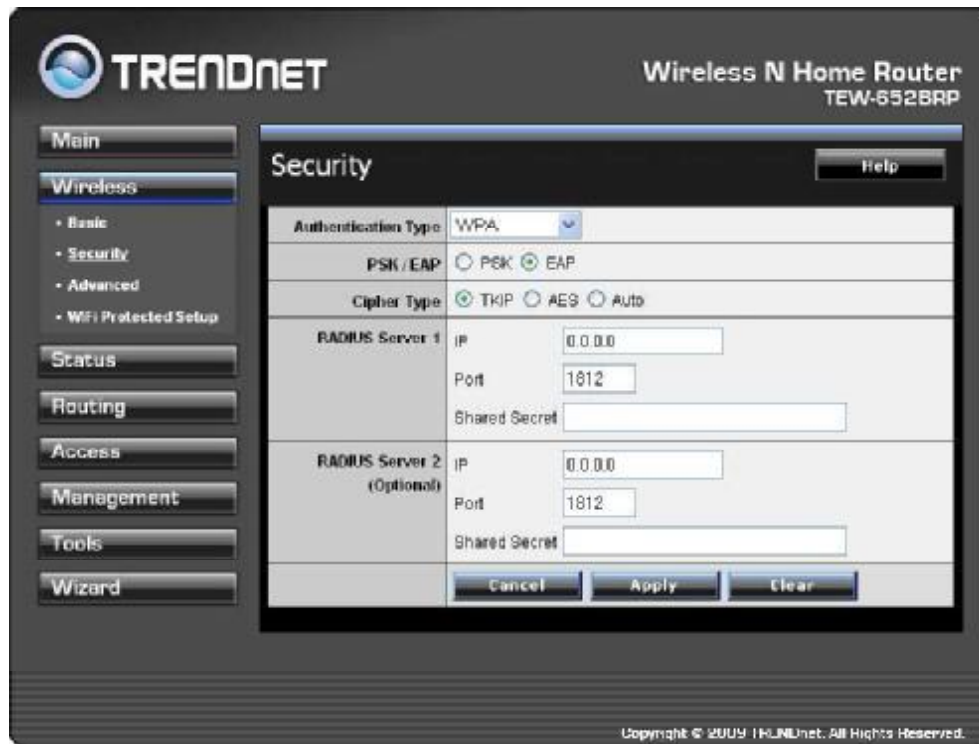 TRENDNET
Wireless N Home Router
TEW-652BRP
Main
Wireless
• Basic
• Security
• Advanced
• WiFi Protected Setup
Status
Routing
Access
Management
Tools
Wizard
Security
Help
Authentication Type WPA
PSK / EAP PSK EAP
Cipher Type TKIP AES Auto
RADIUS Server 1 IP 0.0.0.0
Port 1812
Shared Secret
RADIUS Server 2 IP 0.0.0.0
(Optional)
Port 1812
Shared Secret
Cancel Apply Clear
Copyright © 2009 TRENDnet. All Rights Reserved.